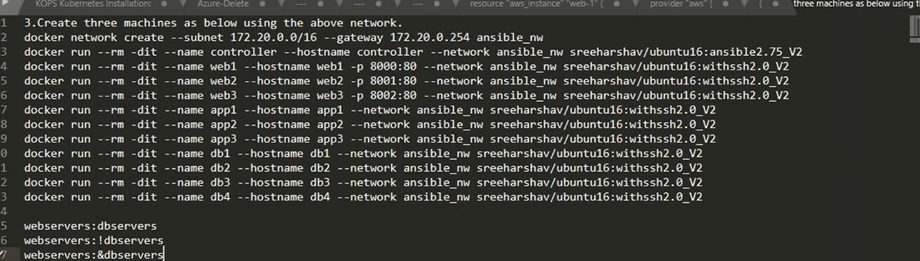 KOPS Kubernetes Installation: Azure-Delete --- --- --- resource "aws_instance" "web-1" { provider "aws" { { three machines as below using the
1 3.Create three machines as below using the above network.
2 docker network create --subnet 172.20.0.0/16 --gateway 172.20.0.254 ansible_nw
3 docker run --rm -dit --name controller --hostname controller --network ansible_nw sreeharshav/ubuntu16:ansible2.75_V2
4 docker run --rm -dit --name web1 --hostname web1 -p 8000:80 --network ansible_nw sreeharshav/ubuntu16:withssh2.0_V2
5 docker run --rm -dit --name web2 --hostname web2 -p 8001:80 --network ansible_nw sreeharshav/ubuntu16:withssh2.0_V2
6 docker run --rm -dit --name web3 --hostname web3 -p 8002:80 --network ansible_nw sreeharshav/ubuntu16:withssh2.0_V2
7 docker run --rm -dit --name app1 --hostname app1 --network ansible_nw sreeharshav/ubuntu16:withssh2.0_V2
8 docker run --rm -dit --name app2 --hostname app2 --network ansible_nw sreeharshav/ubuntu16:withssh2.0_V2
9 docker run --rm -dit --name app3 --hostname app3 --network ansible_nw sreeharshav/ubuntu16:withssh2.0_V2
0 docker run --rm -dit --name db1 --hostname db1 --network ansible_nw sreeharshav/ubuntu16:withssh2.0_V2
1 docker run --rm -dit --name db2 --hostname db2 --network ansible_nw sreeharshav/ubuntu16:withssh2.0_V2
2 docker run --rm -dit --name db3 --hostname db3 --network ansible_nw sreeharshav/ubuntu16:withssh2.0_V2
3 docker run --rm -dit --name db4 --hostname db4 --network ansible_nw sreeharshav/ubuntu16:withssh2.0_V2
4
5 webservers:dbservers
6 webservers:!dbservers
7 webservers:&dbservers